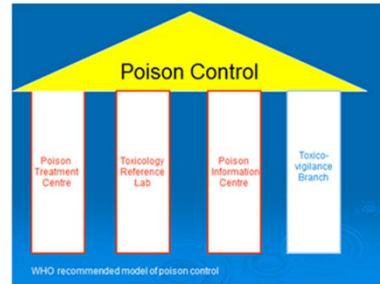 Poison Control
Poison
Treatment
Centre
Toxicology
Reference
Lab
Poison
Information
Centre
Toxico-
vigilance
Branch
WHO recommended model of poison control